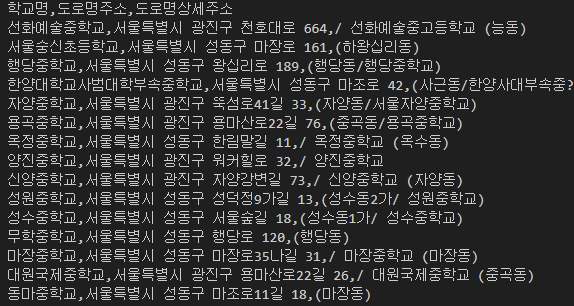 학교명,도로명주소,도로명상세주소
선화예술중학교,서울특별시 광진구 천호대로 664,/ 선화예술중고등학교 (능동)
서울숭신초등학교,서울특별시 성동구 마장로 161,(하왕십리동)
행당중학교,서울특별시 성동구 왕십리로 189,(행당동/행당중학교)
한양대학교사범대학부속중학교,서울특별시 성동구 마조로 42,(사근동/한양사대부속중?
자양중학교,서울특별시 광진구 뚝섬로41길 33,(자양동/서울자양중학교)
용곡중학교,서울특별시 광진구 용마산로22길 76,(중곡동/용곡중학교)
옥정중학교,서울특별시 성동구 한림말길 11,/ 옥정중학교 (옥수동)
양진중학교,서울특별시 광진구 워커힐로 32,/ 양진중학교
신양중학교,서울특별시 광진구 자양강변길 73,/ 신양중학교 (자양동)
성원중학교,서울특별시 성동구 성덕정9가길 13,(성수동2가/ 성원중학교)
성수중학교,서울특별시 성동구 서울숲길 18,(성수동1가/ 성수중학교)
무학중학교,서울특별시 성동구 행당로 120,(행당동)
마장중학교,서울특별시 성동구 마장로35나길 31,/ 마장중학교 (마장동)
대원국제중학교,서울특별시 광진구 용마산로22길 26,/ 대원국제중학교 (중곡동)
동마중학교,서울특별시 성동구 마조로11길 18,(마장동)